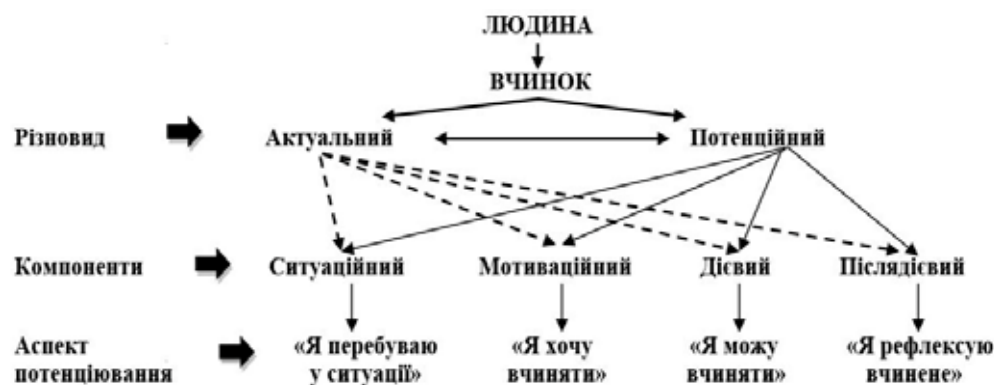 ЛЮДИНА
ВЧИНОК
Різновид Актуальний Потенційний
Компоненти Ситуаційний Мотиваційний Дієвий Післядієвий
Аспект «Я перебуваю «Я хочу «Я можу «Я рефлексую
потенціювання у ситуації» вчиняти» вчиняти» вчинене»